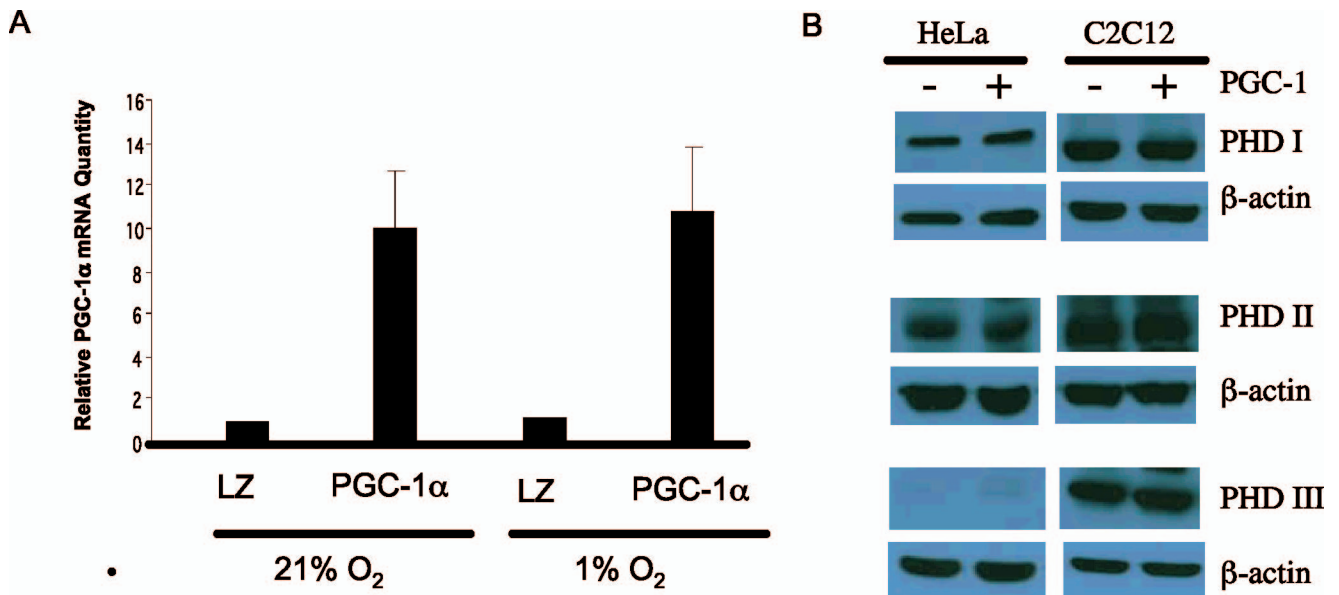 A
Relative PGC-1α mRNA Quantity
16
14
12
10
8
6
4
2
0
LZ
PGC-1α
LZ
PGC-1α
21% O₂
1% O₂
B
HeLa
C2C12
- + - + PGC-1
PHD I
β-actin
PHD II
β-actin
PHD III
β-actin